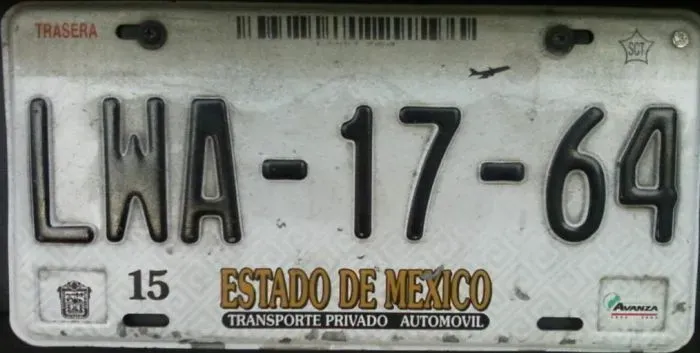 TRASERA
SCT
LWA-17-64
15
ESTADO DE MEXICO
TRANSPORTE PRIVADO AUTOMOVIL
AVANZA